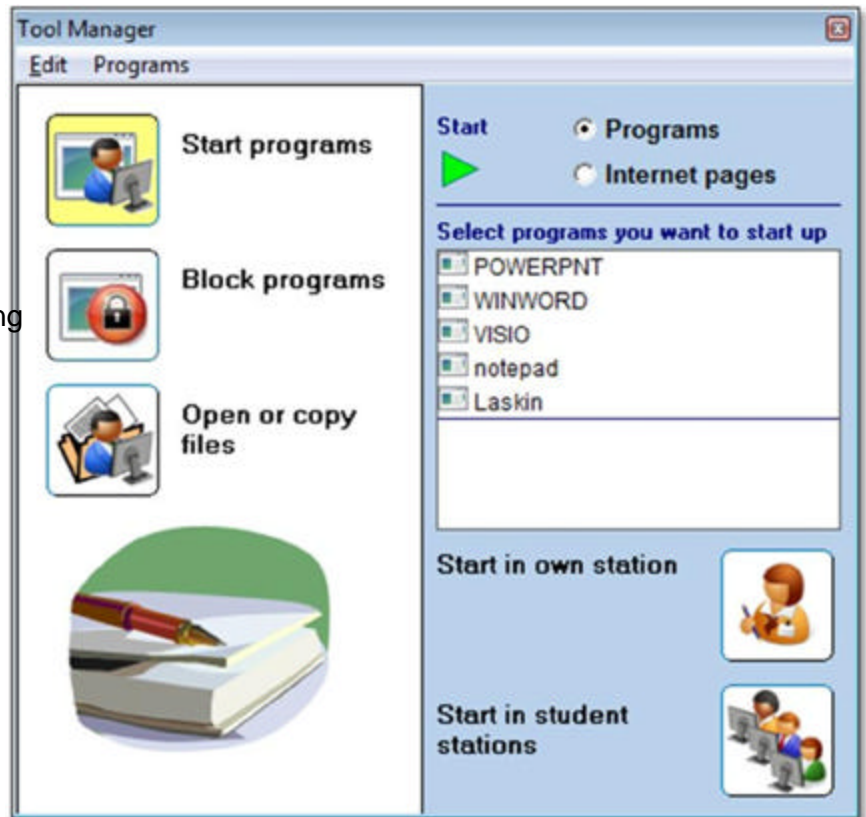 Tool Manager
Edit Programs
Start programs
Block programs
ng
Open or copy
files
Start
Programs
Internet pages
Select programs you want to start up
POWERPNT
WINWORD
VISIO
notepad
Laskin
Start in own station
Start in student
stations